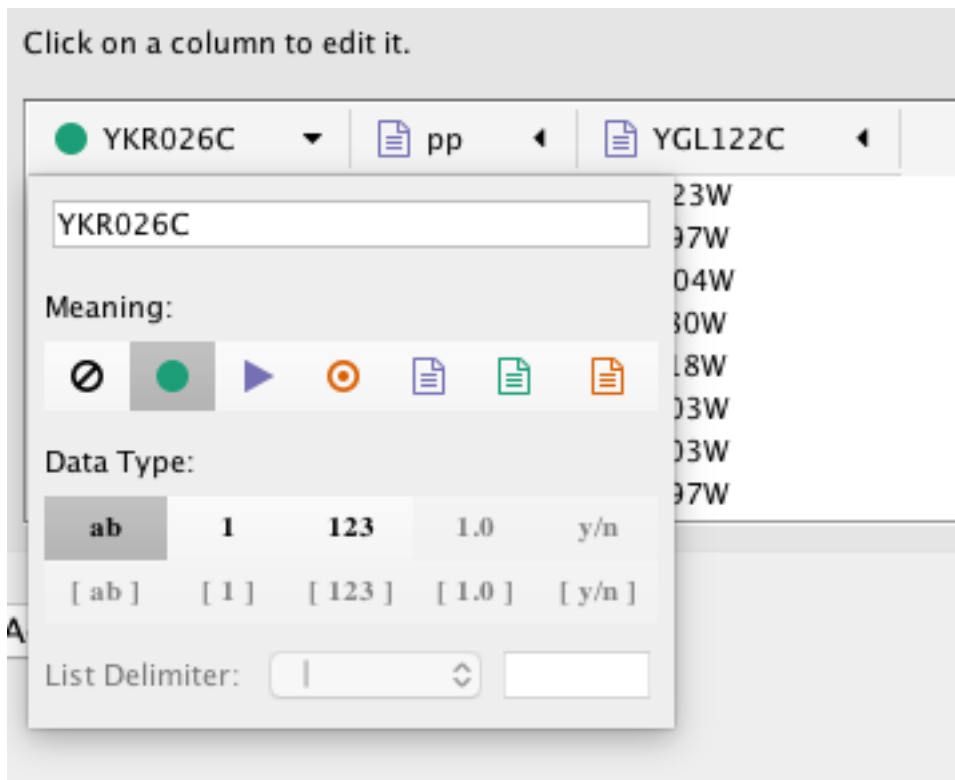 Click on a column to edit it.
YKR026C pp YGL122C
YKR026C
23W
97W
04W
Meaning:
30W
18W
03W
Data Type:
03W
97W
ab 1 123 1.0 y/n
[ ab ] [ 1 ] [ 123 ] [ 1.0 ] [ y/n ]
A
List Delimiter: |